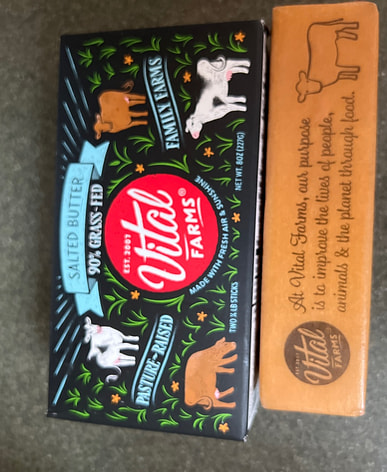 SALTED BUTTER
90% GRASS-FED
PASTURE-RAISED
FAMILY FARMS
EST. 2007
Vital
FARMS®
MADE WITH FRESH AIR & SUNSHINE
TWO ¼ LB STICKS
NET WT. 8OZ (227G)
At Vital Farms, our purpose
is to improve the lives of people,
animals & the planet through food.
EST. 2007
Vital
FARMS